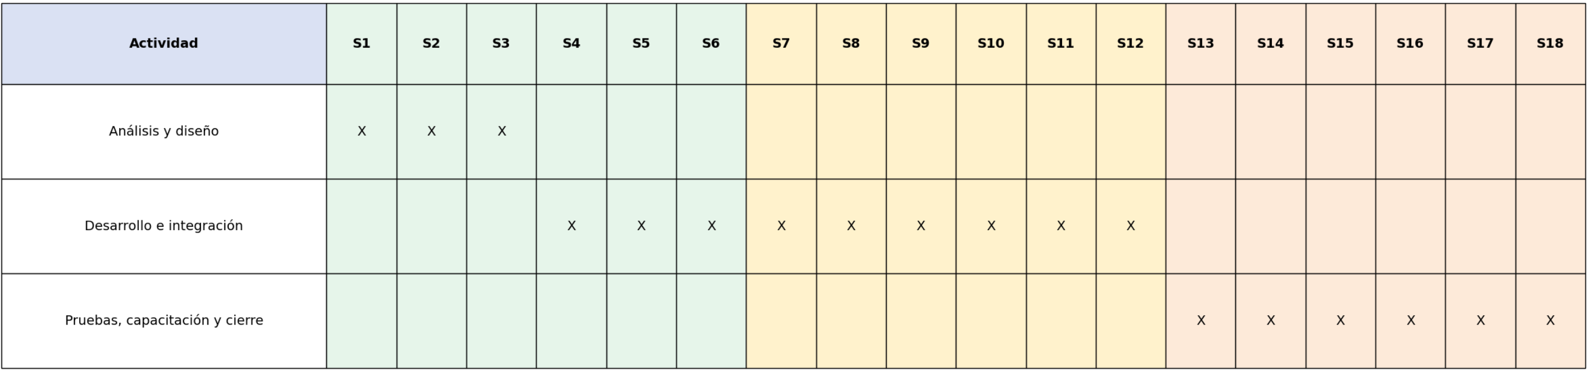 Actividad S1 S2 S3 S4 S5 S6 S7 S8 S9 S10 S11 S12 S13 S14 S15 S16 S17 S18
Análisis y diseño X X X
Desarrollo e integración X X X X X X X X X
Pruebas, capacitación y cierre X X X X X X